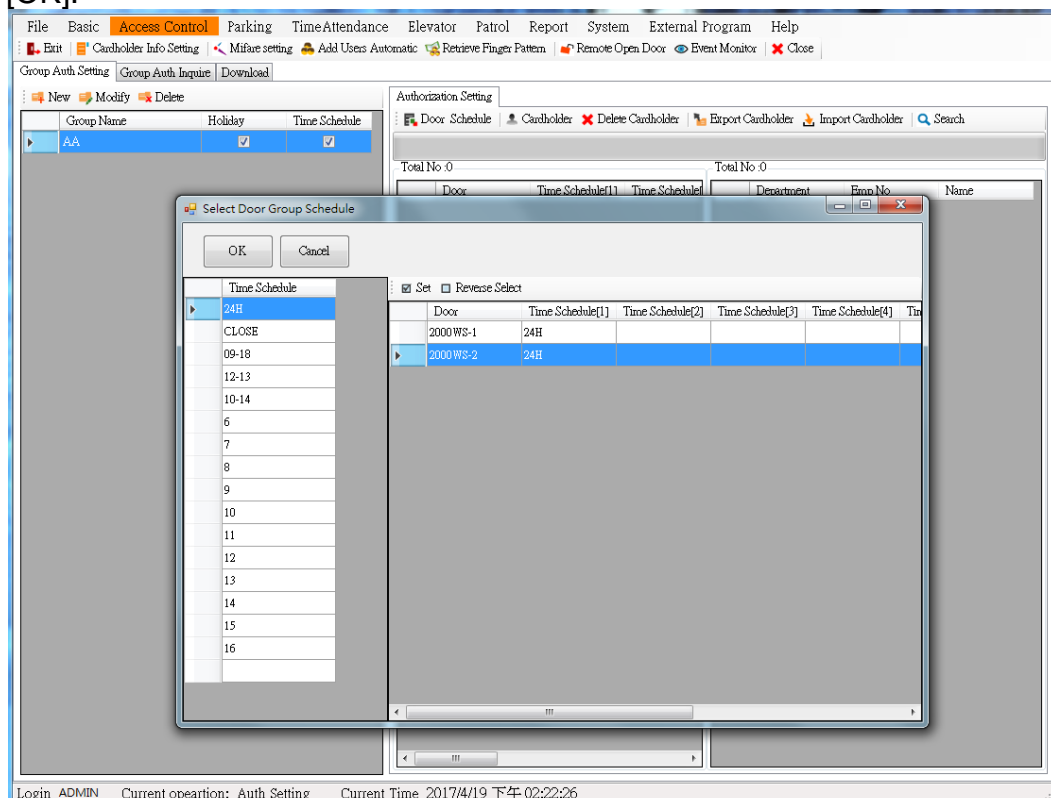 [OK].
File Basic Access Control Parking TimeAttendance Elevator Patrol Report System External Program Help
Exit Cardholder Info Setting Mifare setting Add Users Automatic Retrieve Finger Pattern Remote Open Door Event Monitor Close
Group Auth Setting Group Auth Inquire Download
New Modify Delete
Group Name Holiday Time Schedule
AA
Authorization Setting
Door Schedule Cardholder Delete Cardholder Export Cardholder Import Cardholder Search
Total No :0 Total No :0
Door Time Schedule[1] Time Schedule[ Department Emp No Name
Select Door Group Schedule
OK Cancel
Time Schedule
24H
CLOSE
09-18
12-13
10-14
6
7
8
9
10
11
12
13
14
15
16
Set Reverse Select
Door Time Schedule[1] Time Schedule[2] Time Schedule[3] Time Schedule[4] Tim
2000WS-1 24H
2000WS-2 24H
Login ADMIN Current opeartion: Auth Setting Current Time 2017/4/19 下午 02:22:26